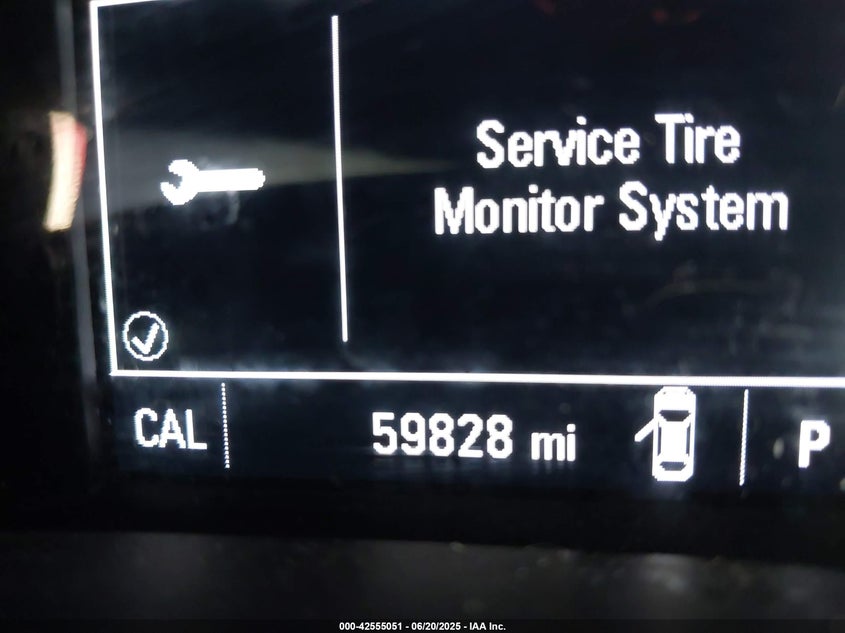 Service Tire
Monitor System
CAL 59828 mi P
000-42555051 - 06/20/2025 - IAA Inc.